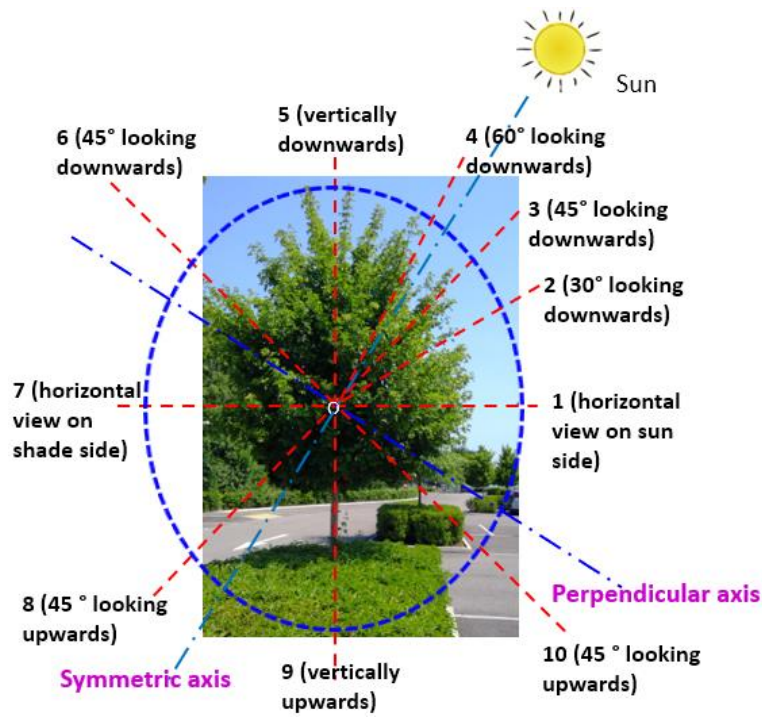 Sun
5 (vertically
downwards)
6 (45° looking
downwards)
4 (60° looking
downwards)
3 (45° looking
downwards)
2 (30° looking
downwards)
7 (horizontal
view on
shade side)
O
1 (horizontal
view on sun
side)
8 (45 ° looking
upwards)
Perpendicular axis
Symmetric axis
9 (vertically
upwards)
10 (45 ° looking
upwards)